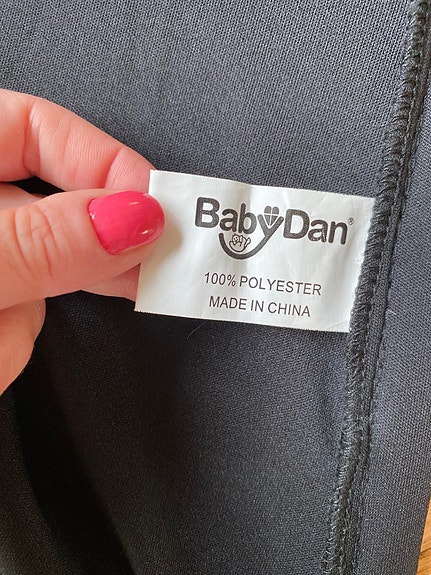 BabyDan®
100% POLYESTER
MADE IN CHINA